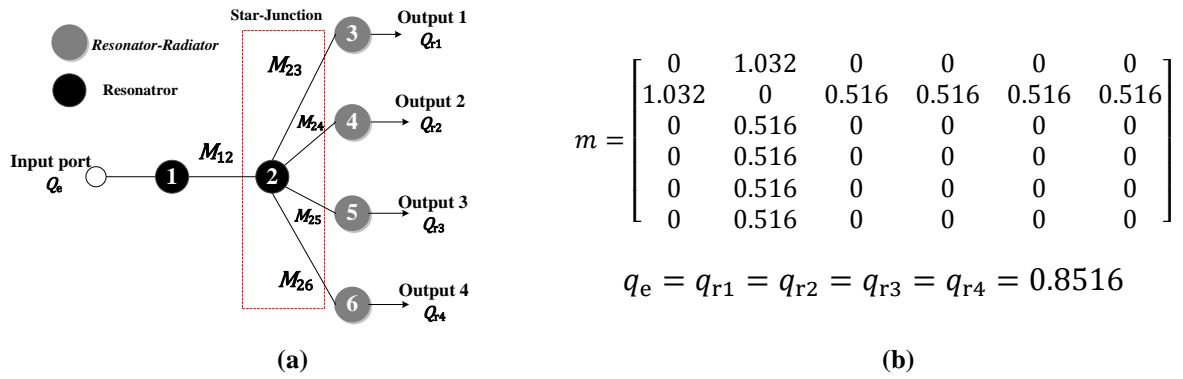 Star-Junction
Resonator-Radiator
Resonatror
Input port
Qe
1
M12
2
M23
M24
M25
M26
3
Output 1
Qr1
4
Output 2
Qr2
5
Output 3
Qr3
6
Output 4
Qr4
(a)
m =
0 1.032 0 0 0 0
1.032 0 0.516 0.516 0.516 0.516
0 0.516 0 0 0 0
0 0.516 0 0 0 0
0 0.516 0 0 0 0
0 0.516 0 0 0 0
qe = qr1 = qr2 = qr3 = qr4 = 0.8516
(b)